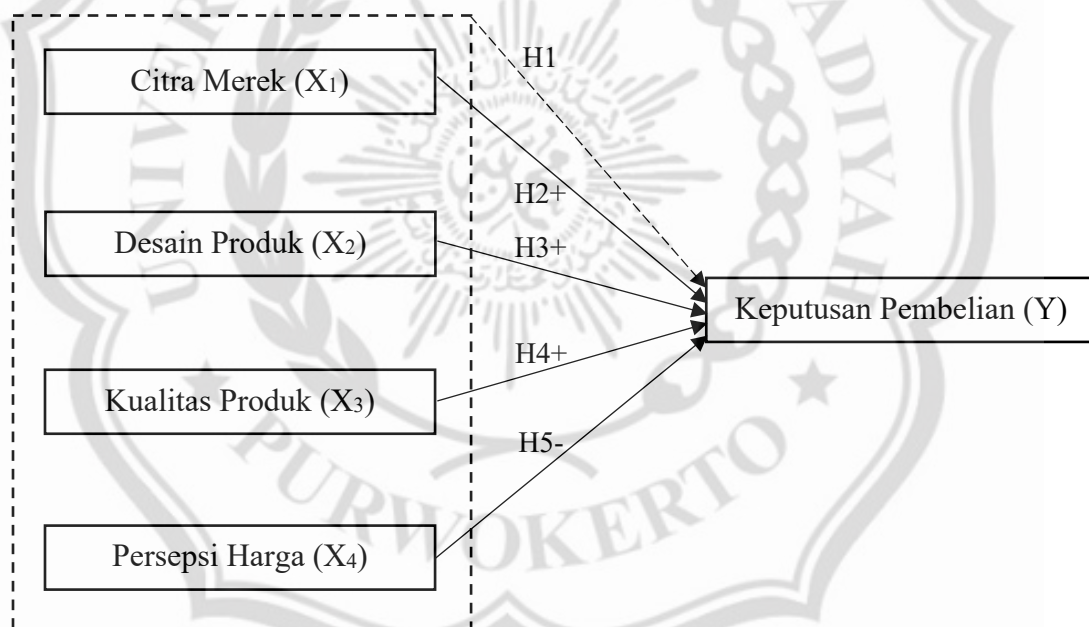 H1
Citra Merek (X₁)
H2+
Desain Produk (X₂)
H3+
Keputusan Pembelian (Y)
H4+
Kualitas Produk (X₃)
H5-
Persepsi Harga (X₄)
PURWOKERTO